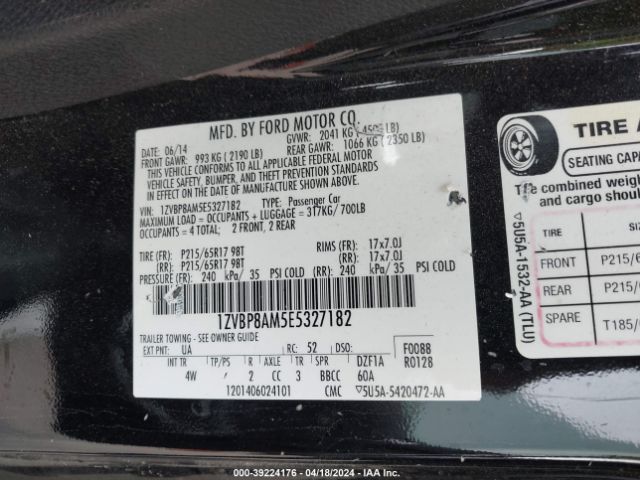 MFD. BY FORD MOTOR CO.
DATE: 06/14 GVWR: 2041 KG (4505 LB)
FRONT GAWR: 993 KG (2190 LB) REAR GAWR: 1066 KG (2350 LB)
THIS VEHICLE CONFORMS TO ALL APPLICABLE FEDERAL MOTOR
VEHICLE SAFETY, BUMPER, AND THEFT PREVENTION STANDARDS
IN EFFECT ON THE DATE OF MANUFACTURE SHOWN ABOVE.
VIN: 1ZVBP8AM5E5327182 TYPE: Passenger Car
MAXIMUM LOAD = OCCUPANTS + LUGGAGE = 317KG/700LB
OCCUPANTS = 4 TOTAL; 2 FRONT, 2 REAR
TIRE (FR): P215/65R17 98T RIMS (FR): 17x7.0J
(RR): P215/65R17 98T (RR): 17x7.0J
PRESSURE (FR): 240 kPa/ 35 PSI COLD (RR): 240 kPa/ 35 PSI COLD
1ZVBP8AM5E5327182
TRAILER TOWING - SEE OWNER GUIDE
EXT PNT: UA RC: 52 DSO: F0088
INT TR TP/PS R AXLE TR SPR DZF1A R0128
4W / 2 CC 3 BBCC 60A
1201406024101 CMC ▽5U5A-5420472-AA
TIRE A
SEATING CAPA
The combined weigh
and cargo shou
TIRE SIZE
FRONT P215/6
REAR P215/6
SPARE T185/
▽5U5A-1532-AA (TLU)
000-39224176 - 04/18/2024 - IAA Inc.